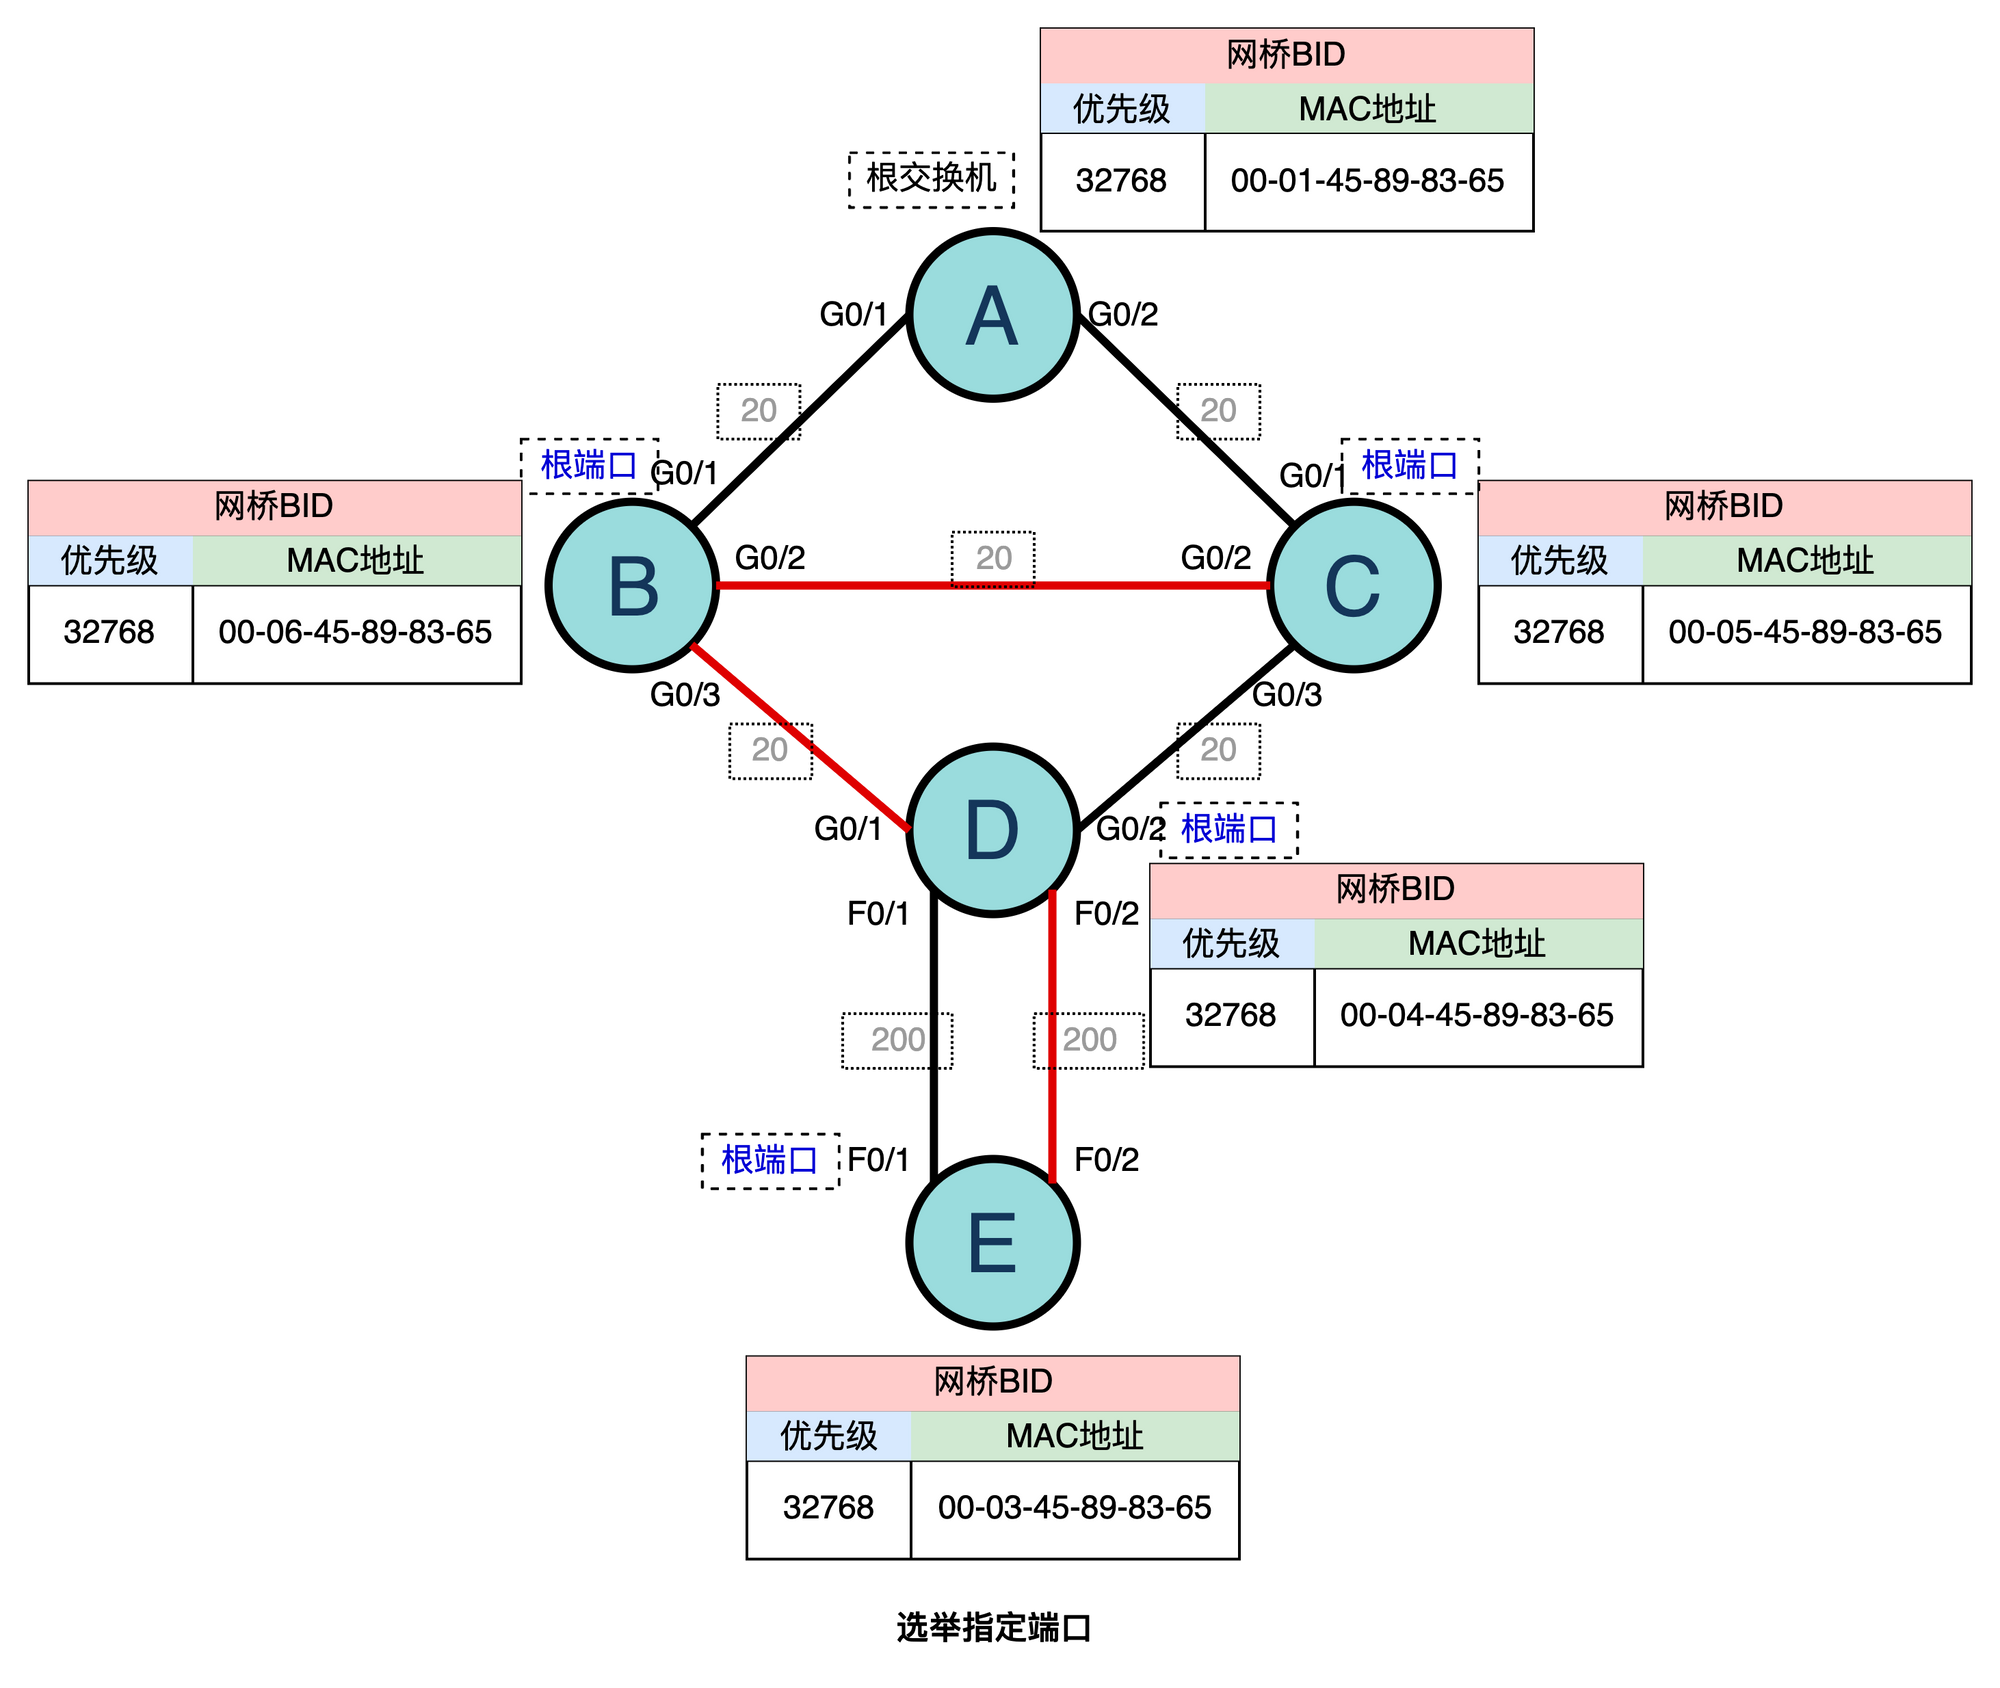 网桥BID
优先级 MAC地址
32768 00-01-45-89-83-65
根交换机
A
G0/1 G0/2
20 20
根端口 G0/1 G0/1 根端口
网桥BID
优先级 MAC地址
32768 00-06-45-89-83-65
B
G0/2 20 G0/2
C
网桥BID
优先级 MAC地址
32768 00-05-45-89-83-65
G0/3 G0/3
20 20
D
G0/1 G0/2 根端口
网桥BID
优先级 MAC地址
32768 00-04-45-89-83-65
F0/1 F0/2
200 200
根端口 F0/1 F0/2
E
网桥BID
优先级 MAC地址
32768 00-03-45-89-83-65
选举指定端口